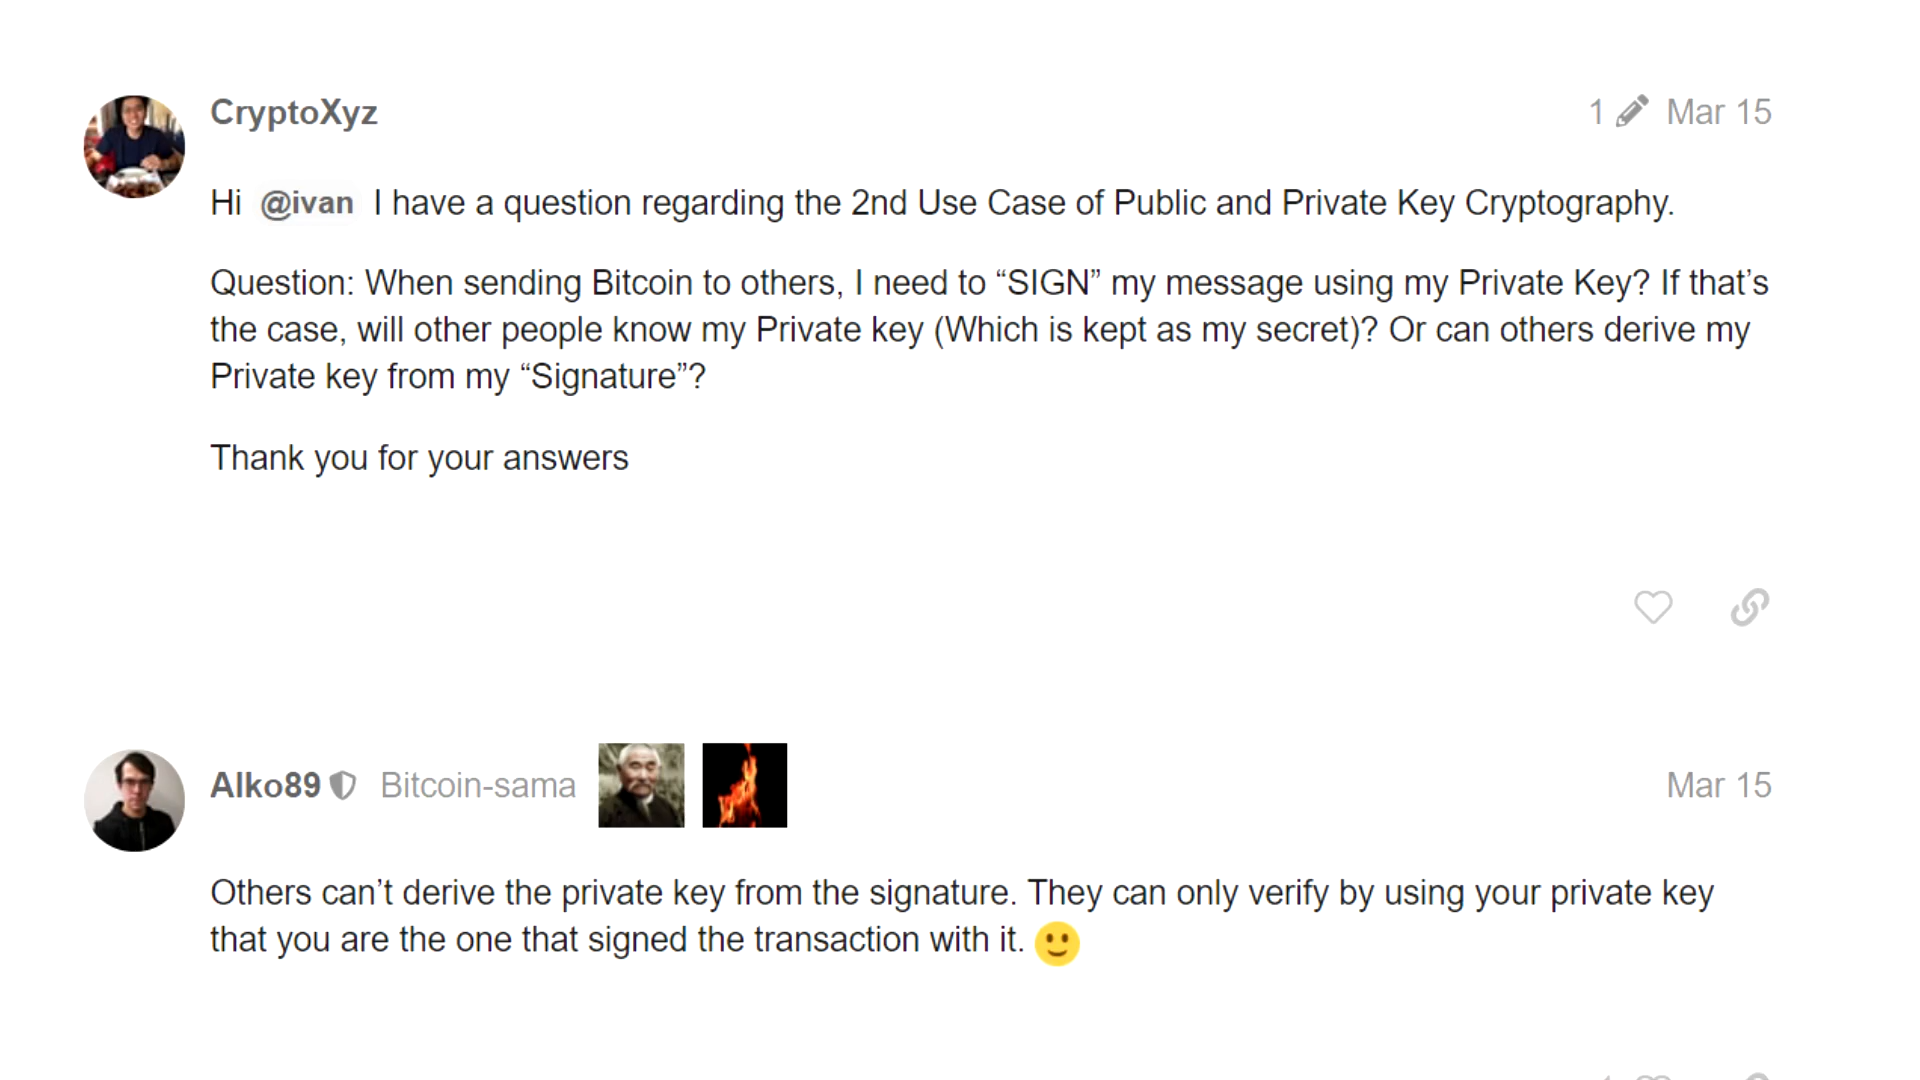 CryptoXyz
1 Mar 15
Hi @ivan I have a question regarding the 2nd Use Case of Public and Private Key Cryptography.
Question: When sending Bitcoin to others, I need to “SIGN” my message using my Private Key? If that’s
the case, will other people know my Private key (Which is kept as my secret)? Or can others derive my
Private key from my “Signature”?
Thank you for your answers
Alko89 Bitcoin-sama
Mar 15
Others can’t derive the private key from the signature. They can only verify by using your private key
that you are the one that signed the transaction with it.